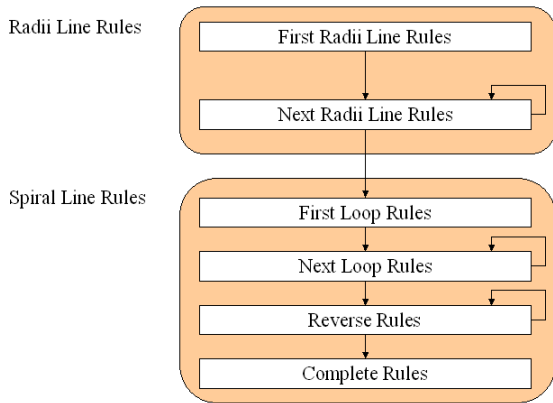 Radii Line Rules
First Radii Line Rules
Next Radii Line Rules
Spiral Line Rules
First Loop Rules
Next Loop Rules
Reverse Rules
Complete Rules